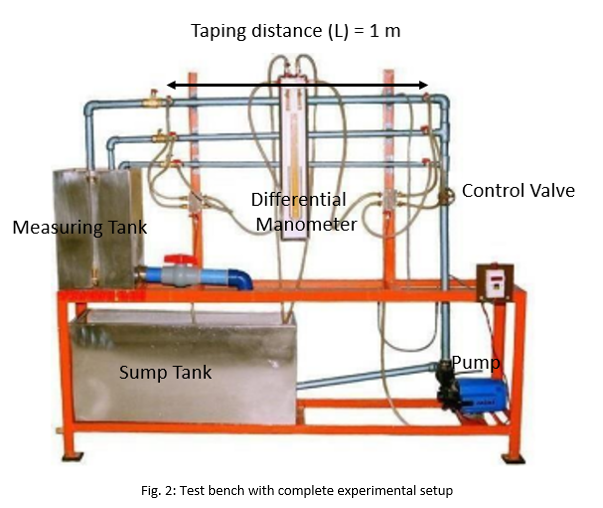 Taping distance (L) = 1 m
Differential
Manometer
Control Valve
Measuring Tank
Sump Tank
Pump
Fig. 2: Test bench with complete experimental setup